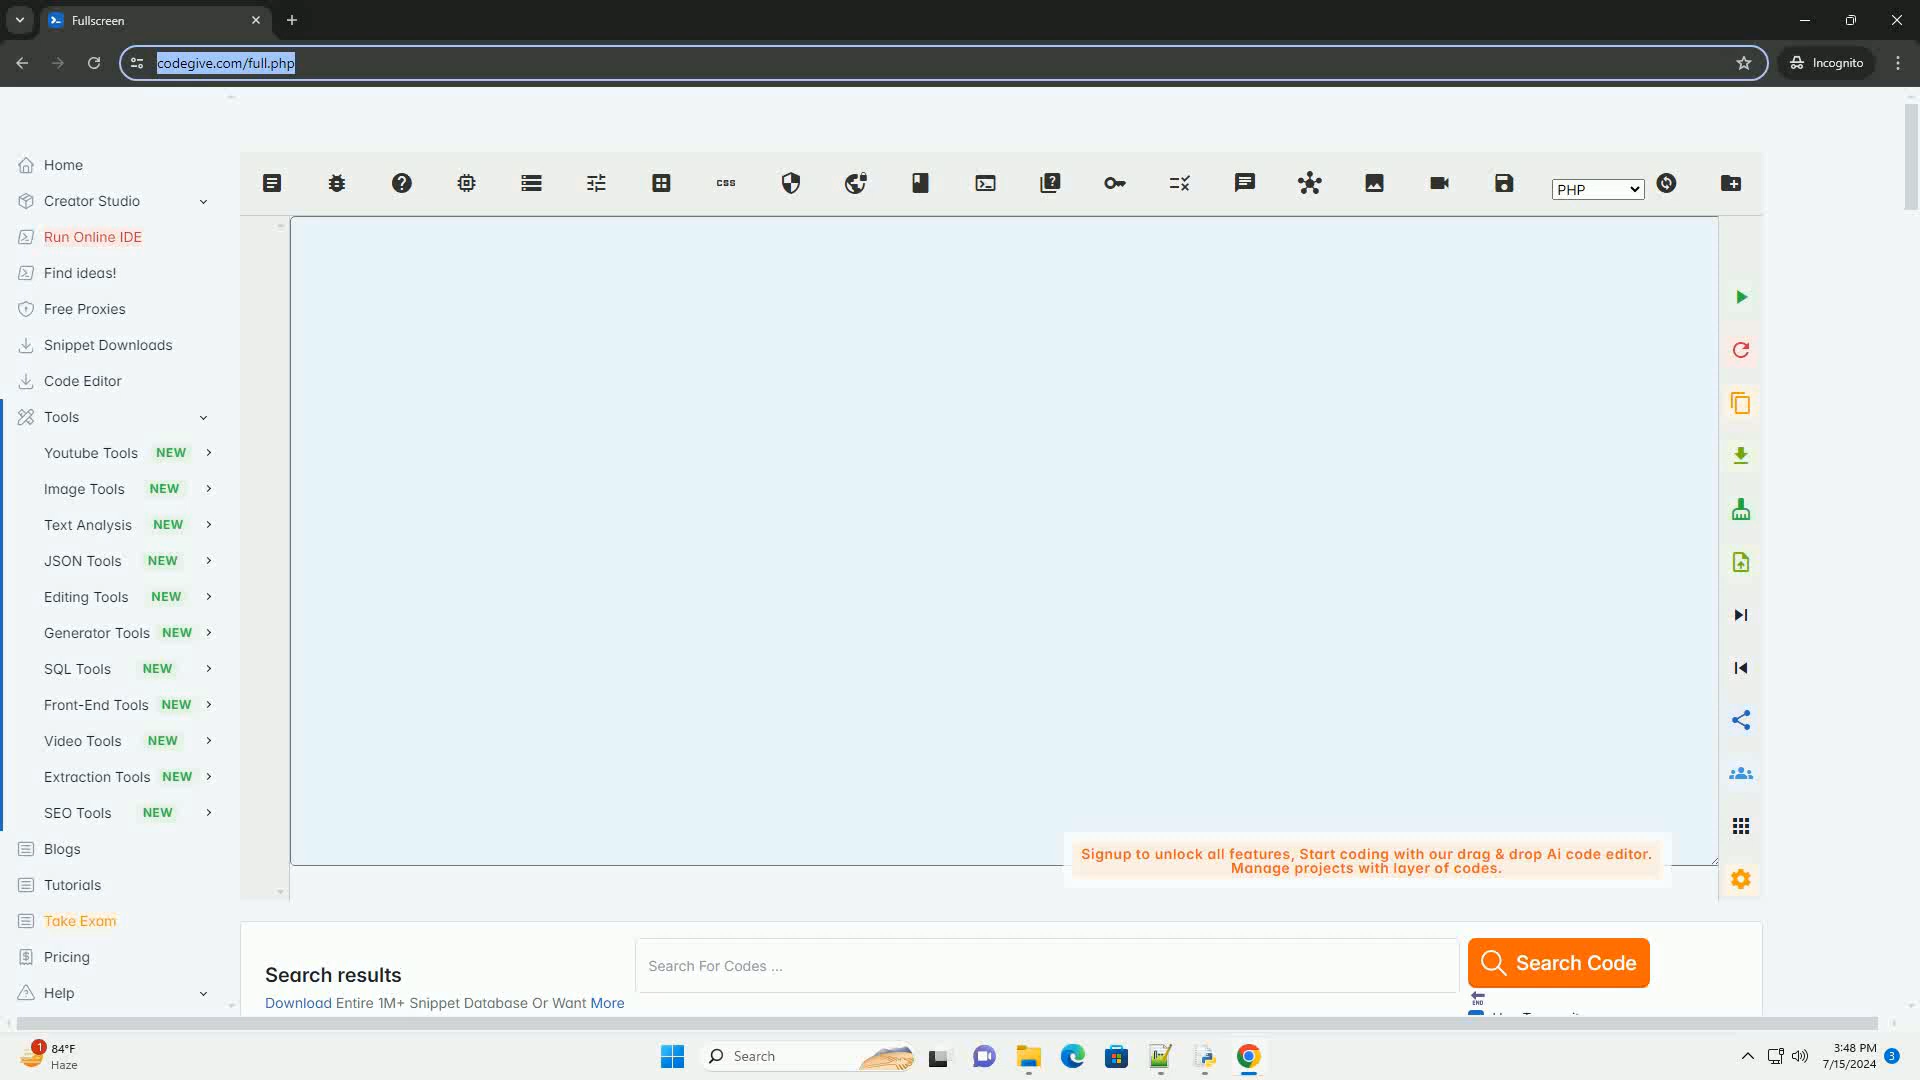 Fullscreen
codegive.com/full.php
Incognito
Home
Creator Studio
Run Online IDE
Find ideas!
Free Proxies
Snippet Downloads
Code Editor
Tools
Youtube Tools NEW
Image Tools NEW
Text Analysis NEW
JSON Tools NEW
Editing Tools NEW
Generator Tools NEW
SQL Tools NEW
Front-End Tools NEW
Video Tools NEW
Extraction Tools NEW
SEO Tools NEW
Blogs
Tutorials
Take Exam
Pricing
Help
css
PHP
Signup to unlock all features, Start coding with our drag & drop Ai code editor.
Manage projects with layer of codes.
Search results
Download Entire 1M+ Snippet Database Or Want More
Search For Codes ...
Search Code
END
1
84°F
Haze
Search
3:48 PM
7/15/2024
3